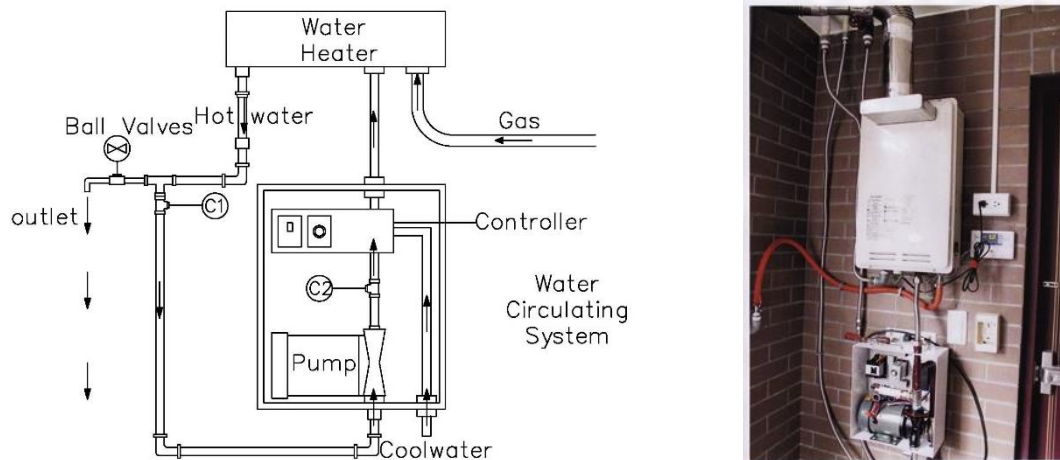 Water
Heater
Hot water
Ball Valves
Gas
outlet
C1
Controller
C2
Water
Circulating
System
Pump
Coolwater